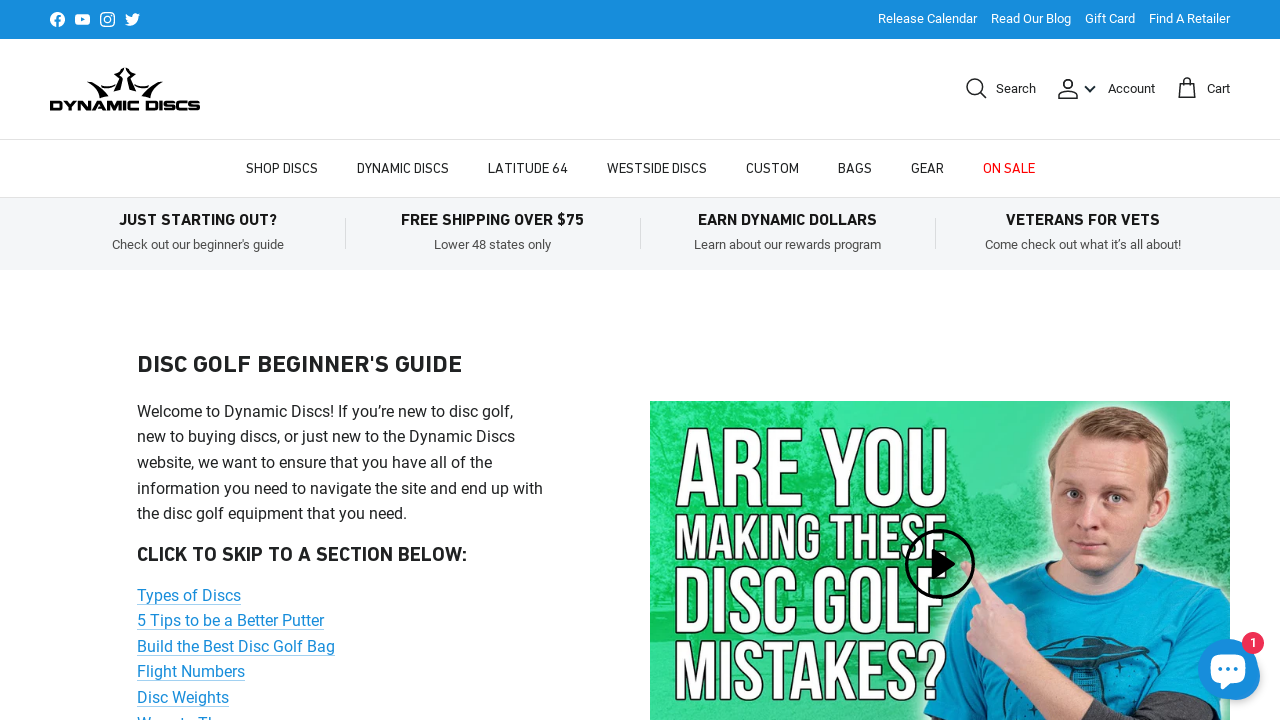 Release Calendar Read Our Blog Gift Card Find A Retailer
DYNAMIC DISCS
Search Account Cart
SHOP DISCS DYNAMIC DISCS LATITUDE 64 WESTSIDE DISCS CUSTOM BAGS GEAR ON SALE
JUST STARTING OUT?
Check out our beginner's guide
FREE SHIPPING OVER $75
Lower 48 states only
EARN DYNAMIC DOLLARS
Learn about our rewards program
VETERANS FOR VETS
Come check out what it’s all about!
DISC GOLF BEGINNER'S GUIDE
Welcome to Dynamic Discs! If you’re new to disc golf,
new to buying discs, or just new to the Dynamic Discs
website, we want to ensure that you have all of the
information you need to navigate the site and end up with
the disc golf equipment that you need.
CLICK TO SKIP TO A SECTION BELOW:
Types of Discs
5 Tips to be a Better Putter
Build the Best Disc Golf Bag
Flight Numbers
Disc Weights
ARE YOU
MAKING THESE
DISC GOLF
MISTAKES?
1